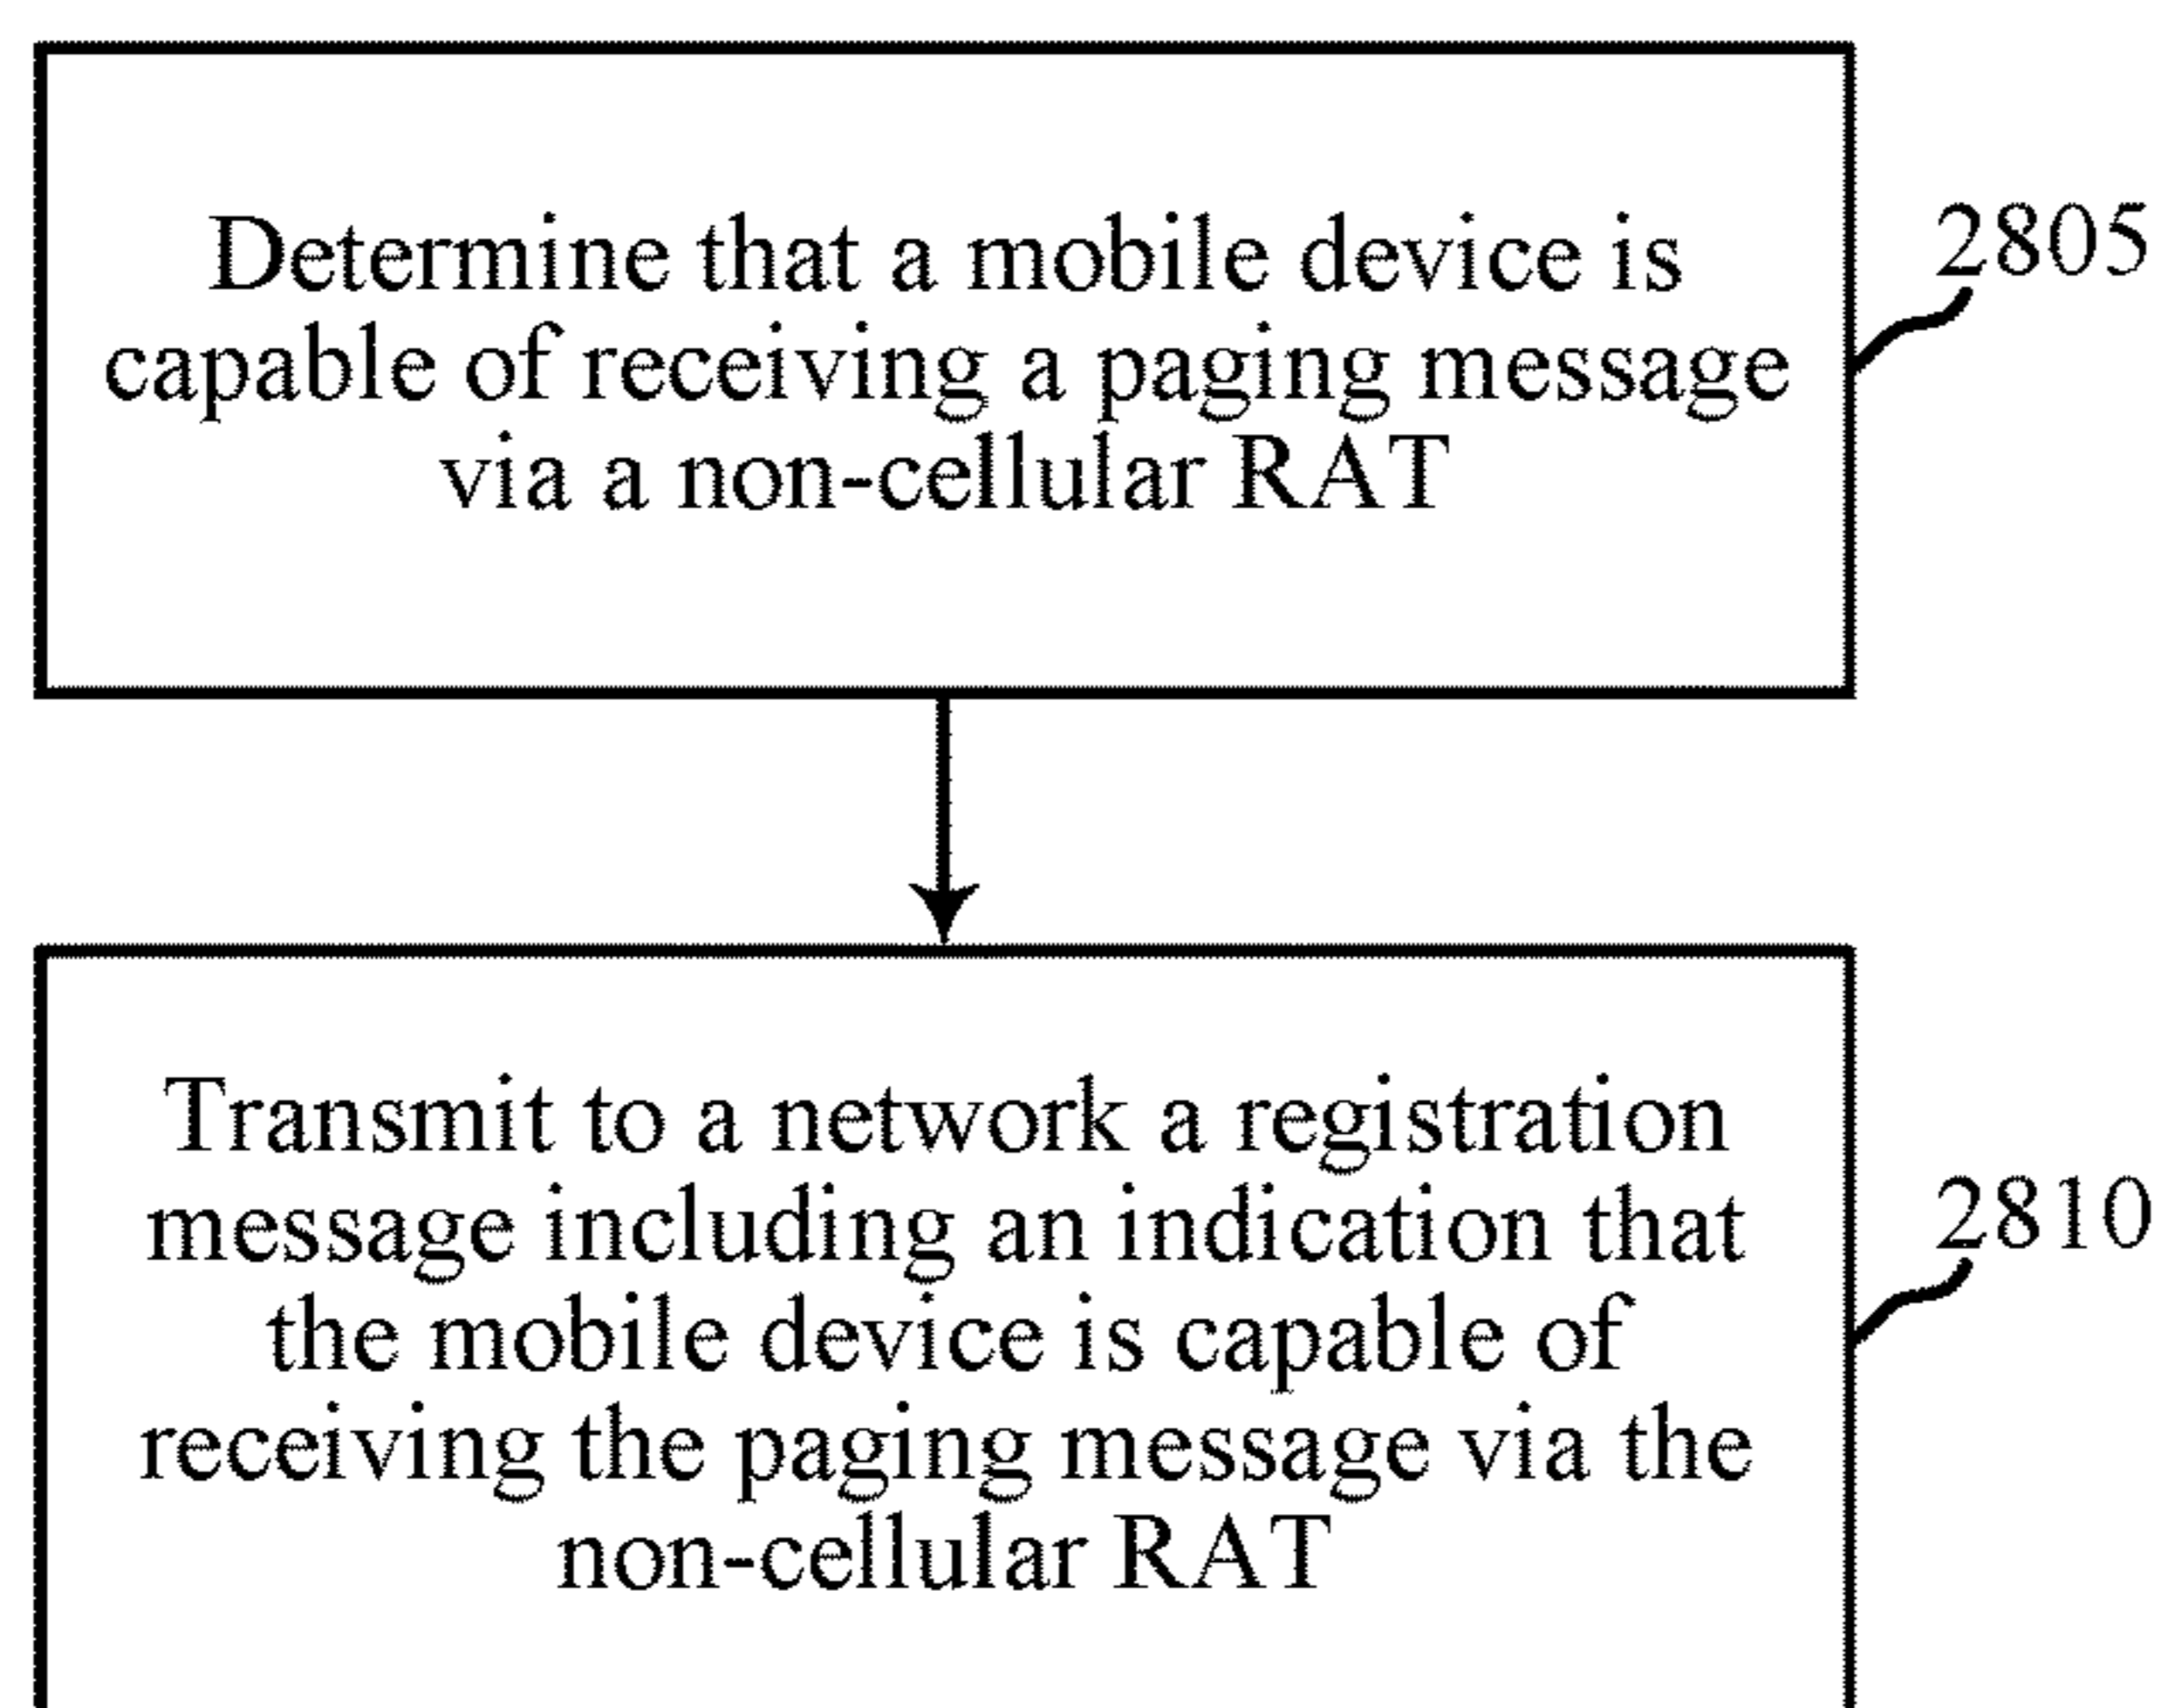 Determine that a mobile device is
capable of receiving a paging message
via a non-cellular RAT
2805
Transmit to a network a registration
message including an indication that
the mobile device is capable of
receiving the paging message via the
non-cellular RAT
2810